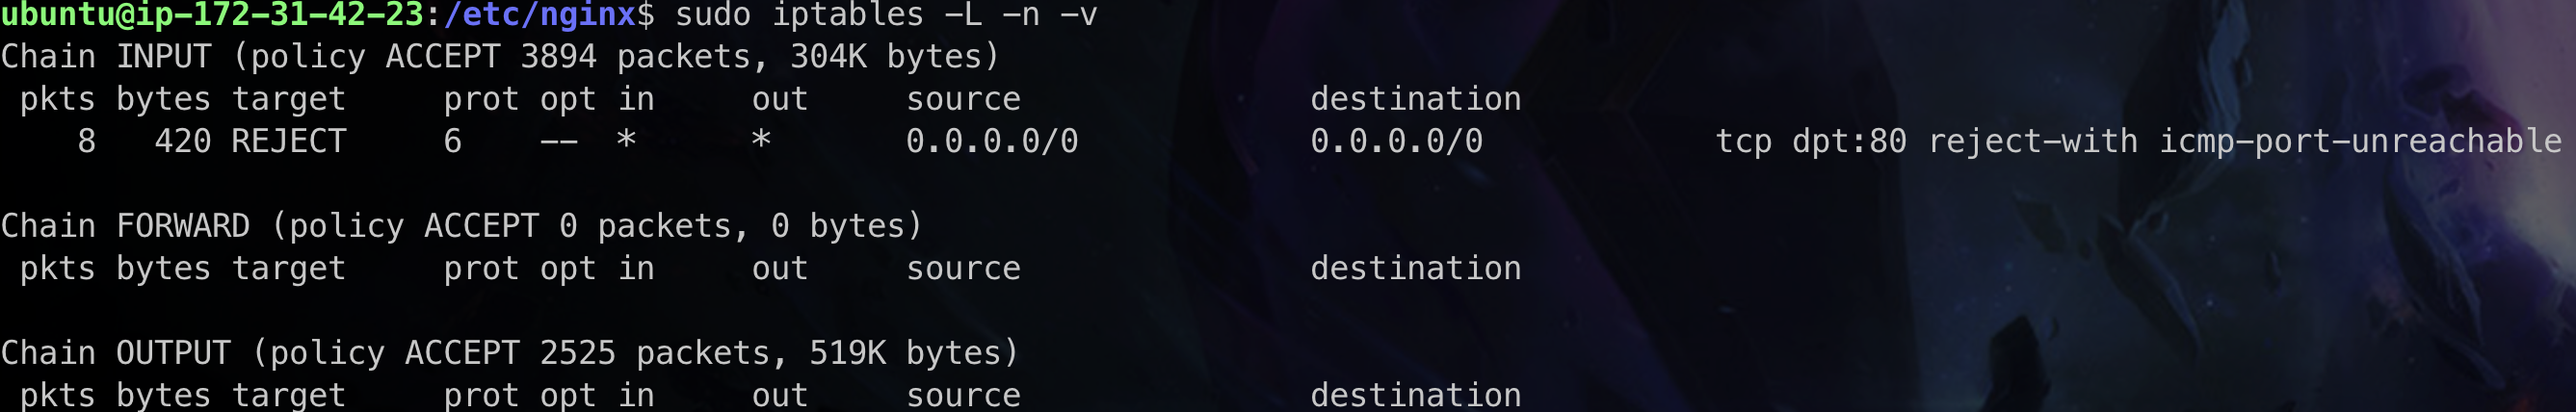 ubuntu@ip-172-31-42-23:/etc/nginx$ sudo iptables -L -n -v
Chain INPUT (policy ACCEPT 3894 packets, 304K bytes)
 pkts bytes target     prot opt in     out     source               destination
    8   420 REJECT     6    --  *      *       0.0.0.0/0            0.0.0.0/0            tcp dpt:80 reject-with icmp-port-unreachable

Chain FORWARD (policy ACCEPT 0 packets, 0 bytes)
 pkts bytes target     prot opt in     out     source               destination

Chain OUTPUT (policy ACCEPT 2525 packets, 519K bytes)
 pkts bytes target     prot opt in     out     source               destination